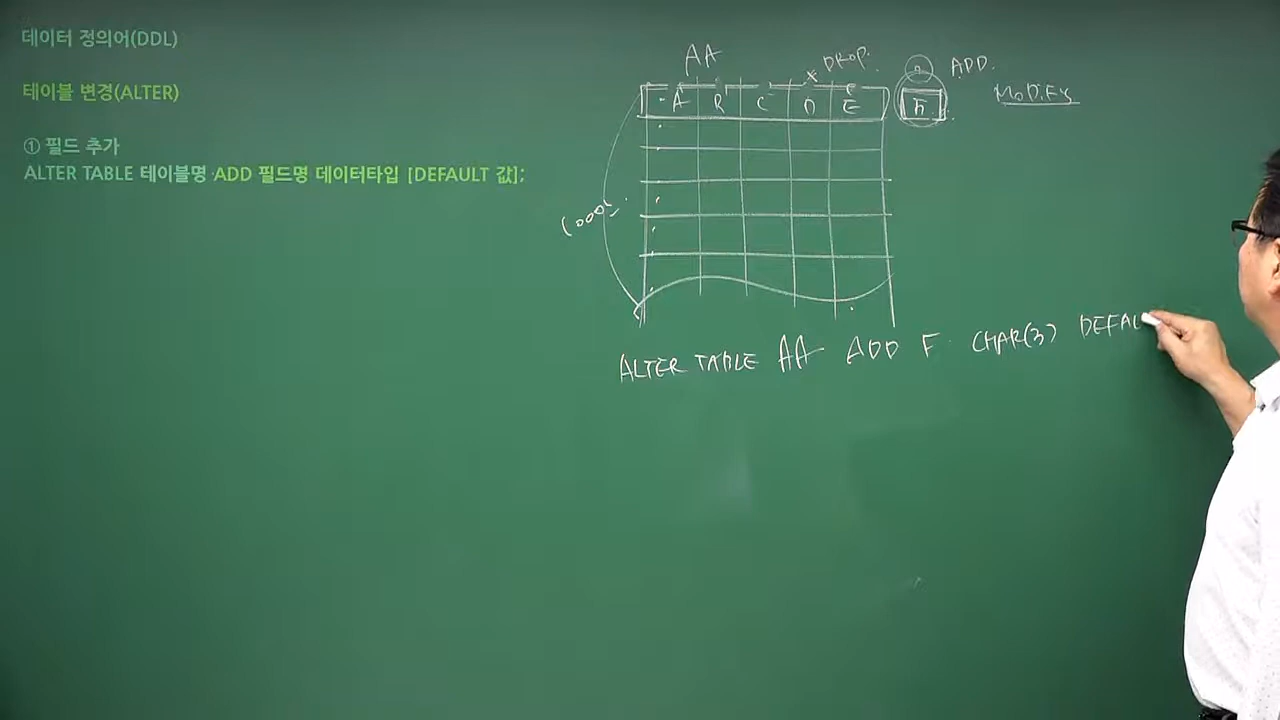 데이터 정의어(DDL)
테이블 변경(ALTER)
① 필드 추가
ALTER TABLE 테이블명 ADD 필드명 데이터타입 [DEFAULT 값];
AA
DROP.
ADD.
MODIFY
A B C D E
F
1000
ALTER TABLE AA ADD F CHAR(3) DEFAU